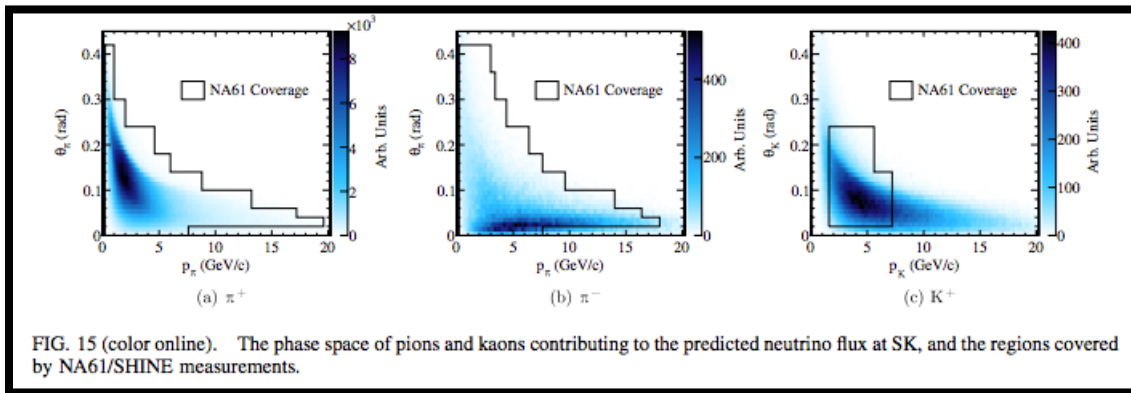 ×10³
0.4
0.3
0.2
0.1
0
θπ (rad)
NA61 Coverage
0 5 10 15 20
pπ (GeV/c)
8
6
4
2
0
Arb. Units
(a) π⁺
0.4
0.3
0.2
0.1
0
θπ (rad)
NA61 Coverage
0 5 10 15 20
pπ (GeV/c)
400
200
0
Arb. Units
(b) π⁻
0.4
0.3
0.2
0.1
0
θK (rad)
NA61 Coverage
0 5 10 15 20
pK (GeV/c)
400
300
200
100
0
Arb. Units
(c) K⁺
FIG. 15 (color online). The phase space of pions and kaons contributing to the predicted neutrino flux at SK, and the regions covered
by NA61/SHINE measurements.